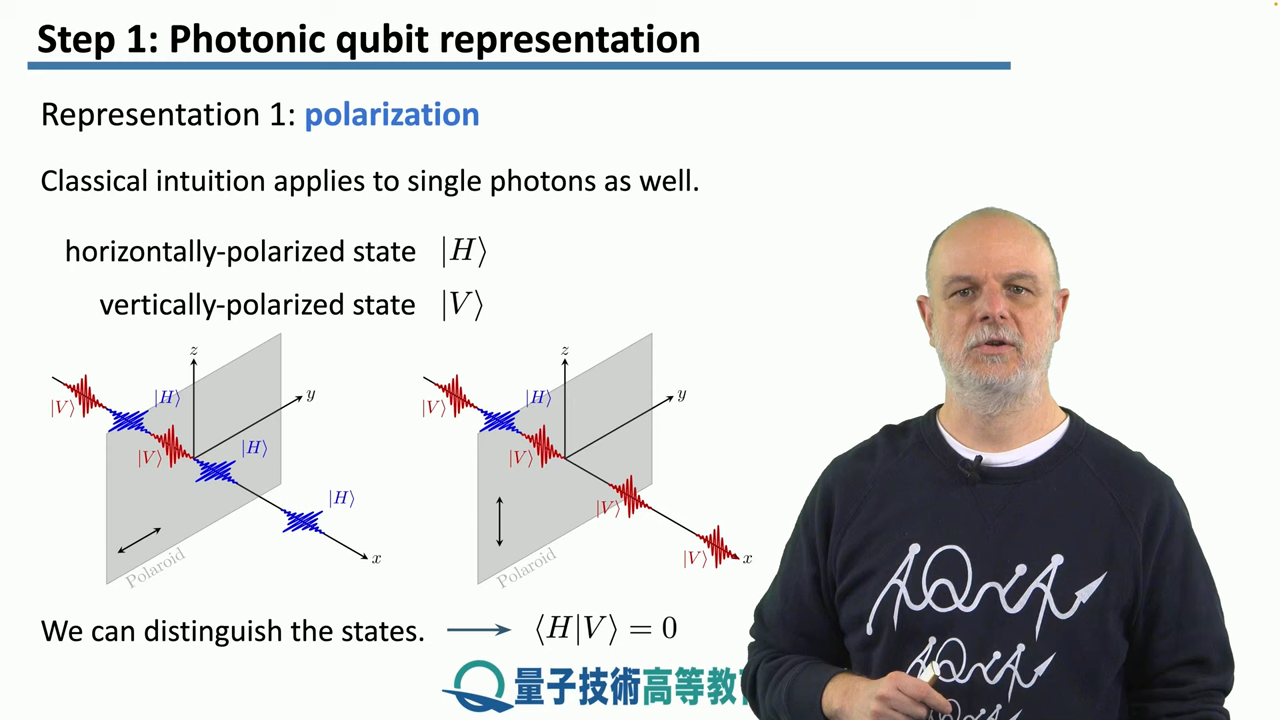 Step 1: Photonic qubit representation
Representation 1: polarization
Classical intuition applies to single photons as well.
horizontally-polarized state |H⟩
vertically-polarized state |V⟩
z
y
|V⟩
|H⟩
|V⟩
|H⟩
|H⟩
x
Polaroid
z
y
|V⟩
|H⟩
|V⟩
|V⟩
|V⟩
x
Polaroid
We can distinguish the states. → ⟨H|V⟩ = 0
量子技術高等教